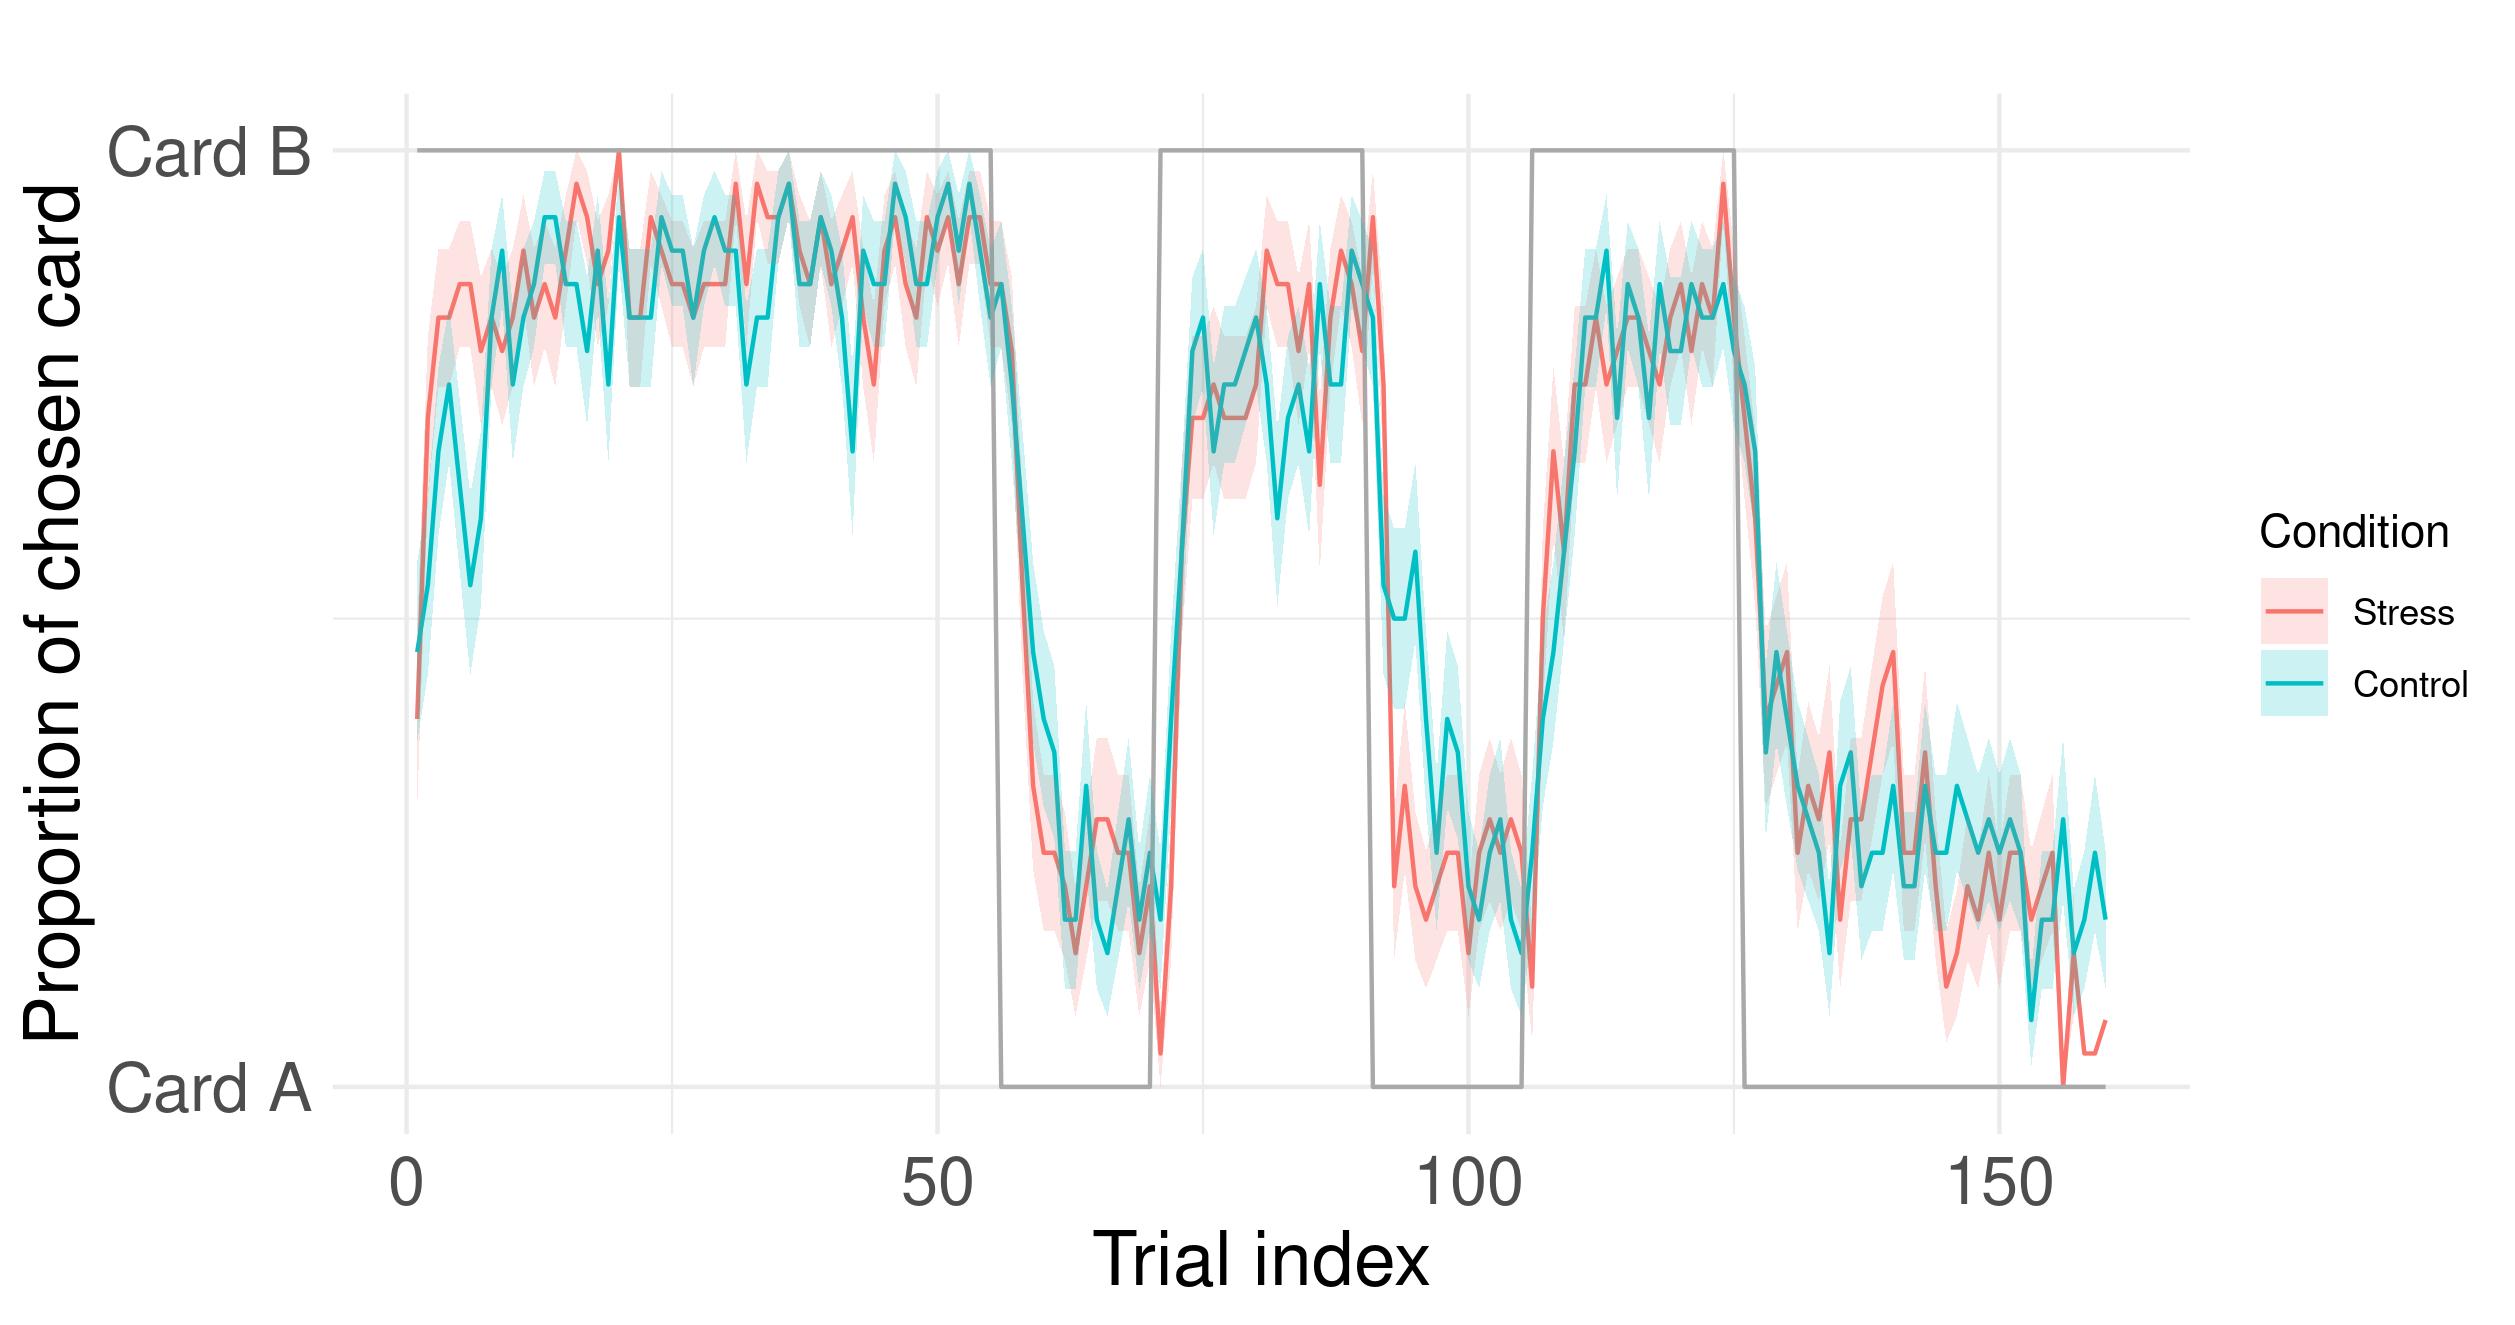 Proportion of chosen card
Card B
Card A
0
50
100
150
Trial index
Condition
Stress
Control